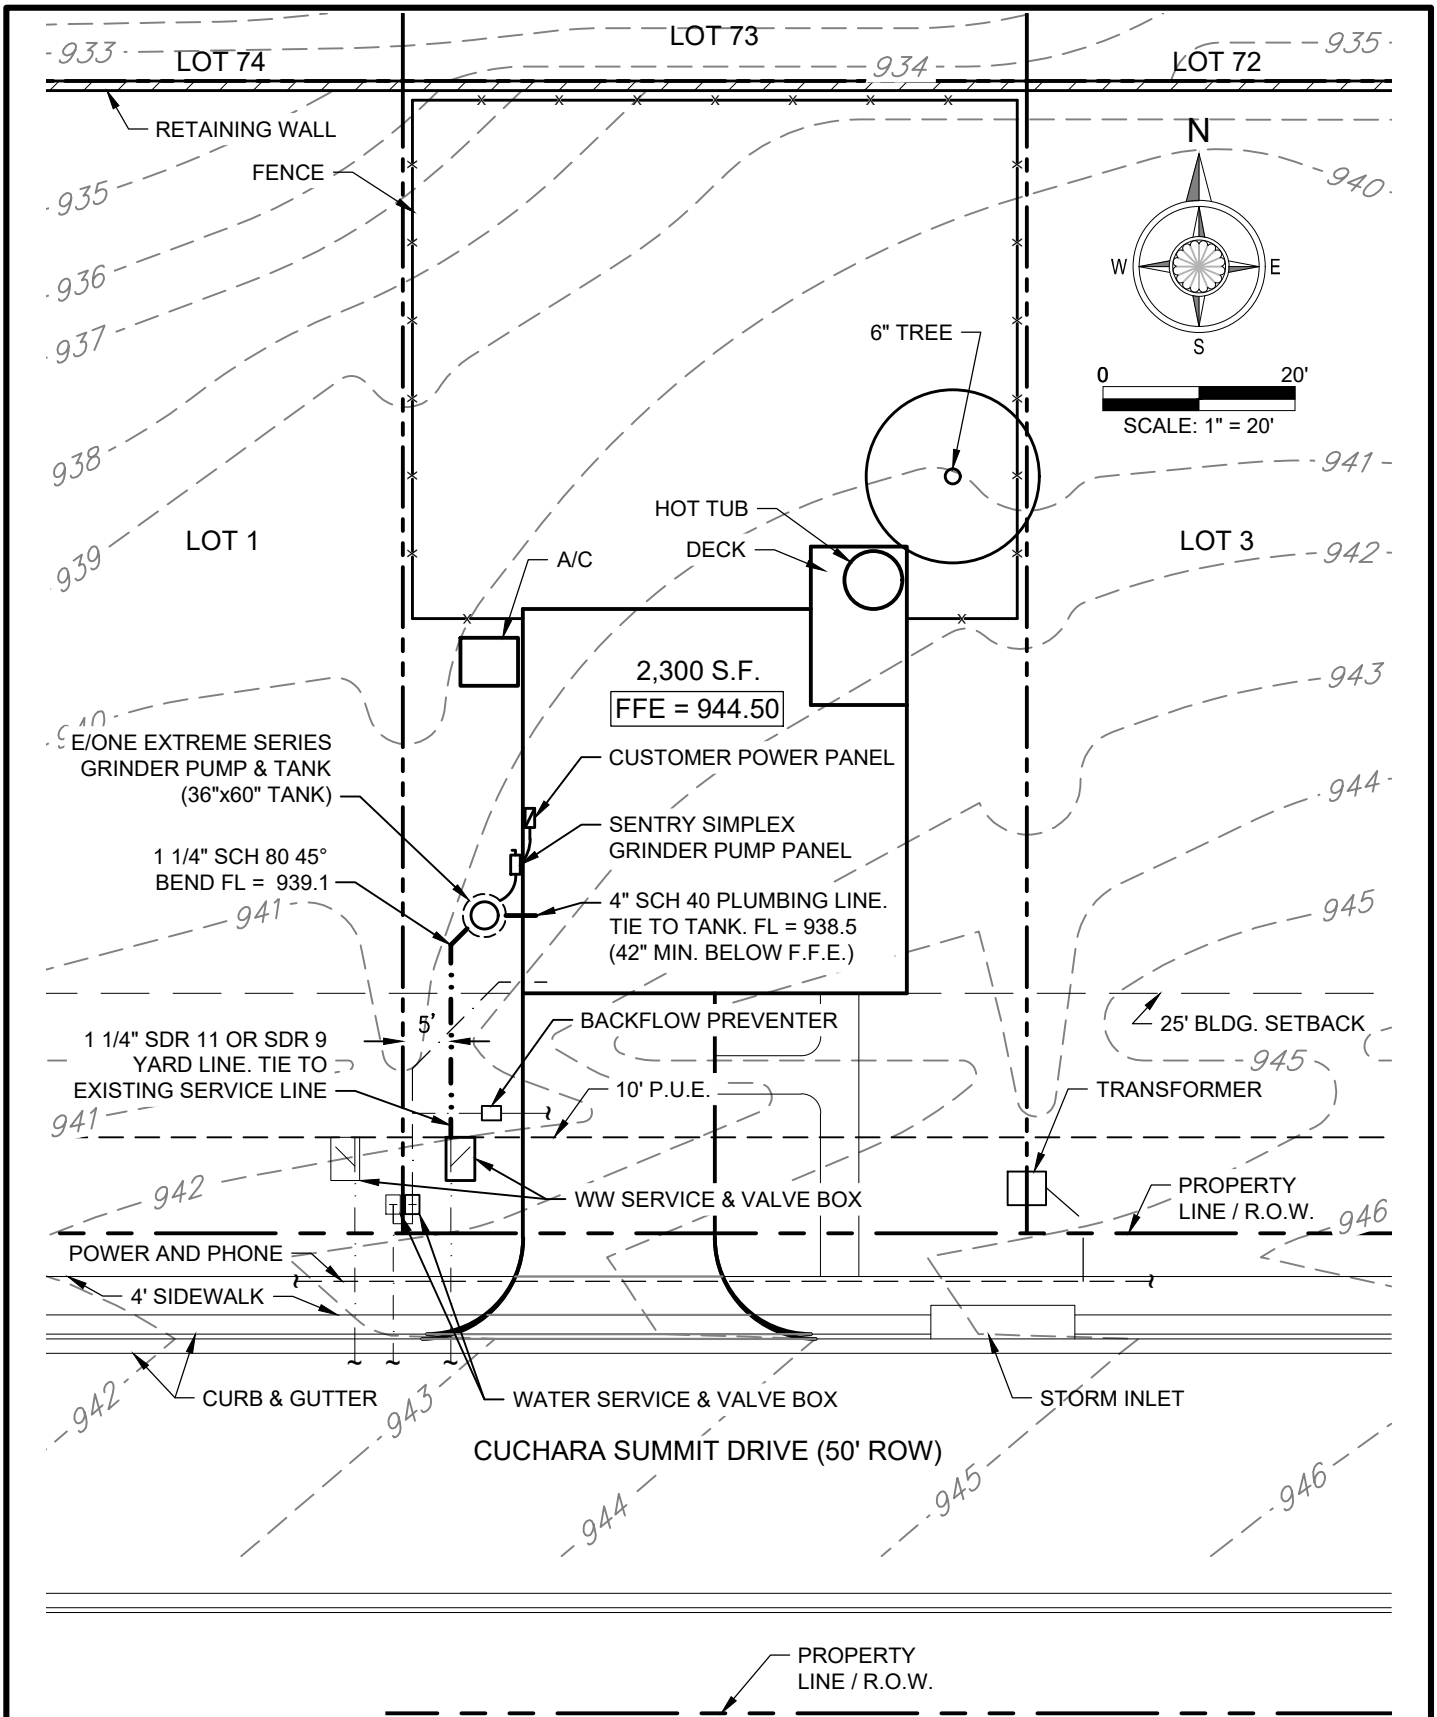 LOT 73
933
LOT 74
934
LOT 72
935
RETAINING WALL
FENCE
N
W
E
S
935
940
936
937
6" TREE
0
20'
SCALE: 1" = 20'
938
941
HOT TUB
DECK
LOT 1
LOT 3
939
942
A/C
2,300 S.F.
FFE = 944.50
943
940
E/ONE EXTREME SERIES
GRINDER PUMP & TANK
(36"x60" TANK)
CUSTOMER POWER PANEL
944
SENTRY SIMPLEX
GRINDER PUMP PANEL
1 1/4" SCH 80 45°
BEND FL = 939.1
4" SCH 40 PLUMBING LINE.
TIE TO TANK. FL = 938.5
(42" MIN. BELOW F.F.E.)
941
945
5'
BACKFLOW PREVENTER
25' BLDG. SETBACK
1 1/4" SDR 11 OR SDR 9
YARD LINE. TIE TO
EXISTING SERVICE LINE
945
10' P.U.E.
TRANSFORMER
941
942
WW SERVICE & VALVE BOX
PROPERTY
LINE / R.O.W.
946
POWER AND PHONE
4' SIDEWALK
CURB & GUTTER
WATER SERVICE & VALVE BOX
STORM INLET
942
943
CUCHARA SUMMIT DRIVE (50' ROW)
944
945
946
PROPERTY
LINE / R.O.W.